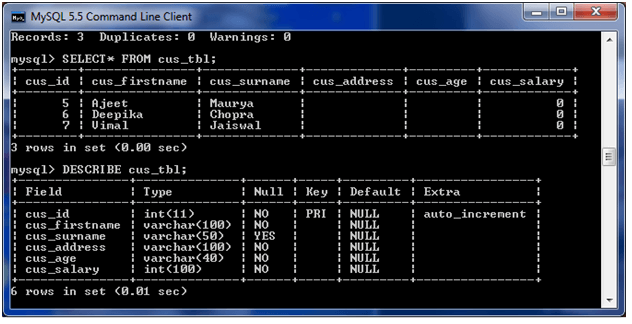 MySQL 5.5 Command Line Client
Records: 3  Duplicates: 0  Warnings: 0
mysql> SELECT* FROM cus_tbl;
+--------+---------------+-------------+-------------+---------+------------+
| cus_id | cus_firstname | cus_surname | cus_address | cus_age | cus_salary |
+--------+---------------+-------------+-------------+---------+------------+
|      5 | Ajeet         | Maurya      |             |         |          0 |
|      6 | Deepika       | Chopra      |             |         |          0 |
|      7 | Vimal         | Jaiswal     |             |         |          0 |
+--------+---------------+-------------+-------------+---------+------------+
3 rows in set (0.00 sec)
mysql> DESCRIBE cus_tbl;
+---------------+--------------+------+-----+---------+----------------+
| Field         | Type         | Null | Key | Default | Extra          |
+---------------+--------------+------+-----+---------+----------------+
| cus_id        | int(11)      | NO   | PRI | NULL    | auto_increment |
| cus_firstname | varchar(100) | NO   |     | NULL    |                |
| cus_surname   | varchar(50)  | YES  |     | NULL    |                |
| cus_address   | varchar(100) | NO   |     | NULL    |                |
| cus_age       | varchar(40)  | NO   |     | NULL    |                |
| cus_salary    | int(100)     | NO   |     | NULL    |                |
+---------------+--------------+------+-----+---------+----------------+
6 rows in set (0.01 sec)